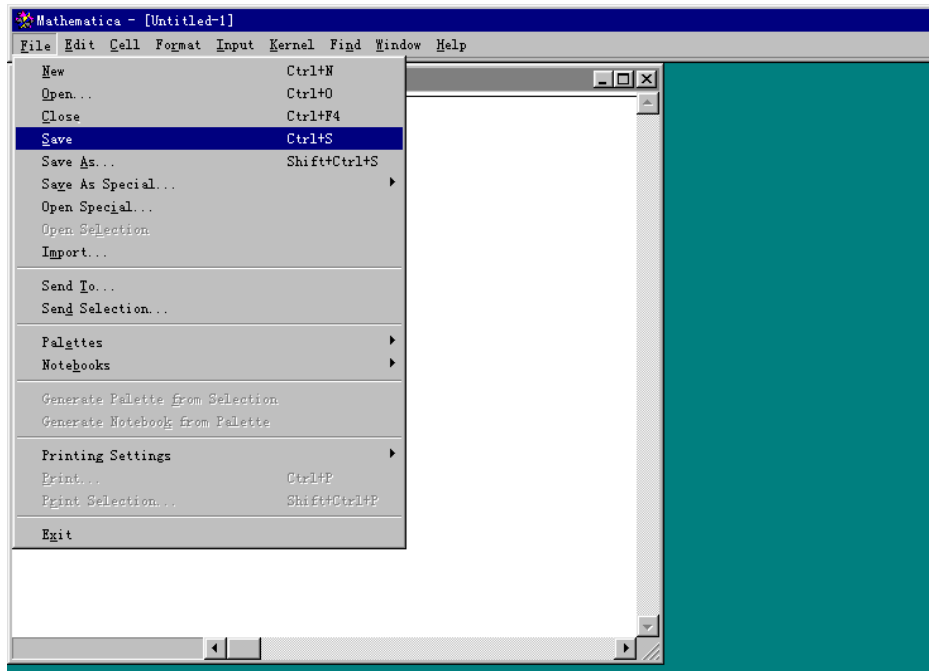 Mathematica - [Untitled-1]
File Edit Cell Format Input Kernel Find Window Help
New Ctrl+N
Open... Ctrl+O
Close Ctrl+F4
Save Ctrl+S
Save As... Shift+Ctrl+S
Save As Special...
Open Special...
Open Selection
Import...
Send To...
Send Selection...
Palettes
Notebooks
Generate Palette from Selection
Generate Notebook from Palette
Printing Settings
Print... Ctrl+P
Print Selection... Shift+Ctrl+P
Exit